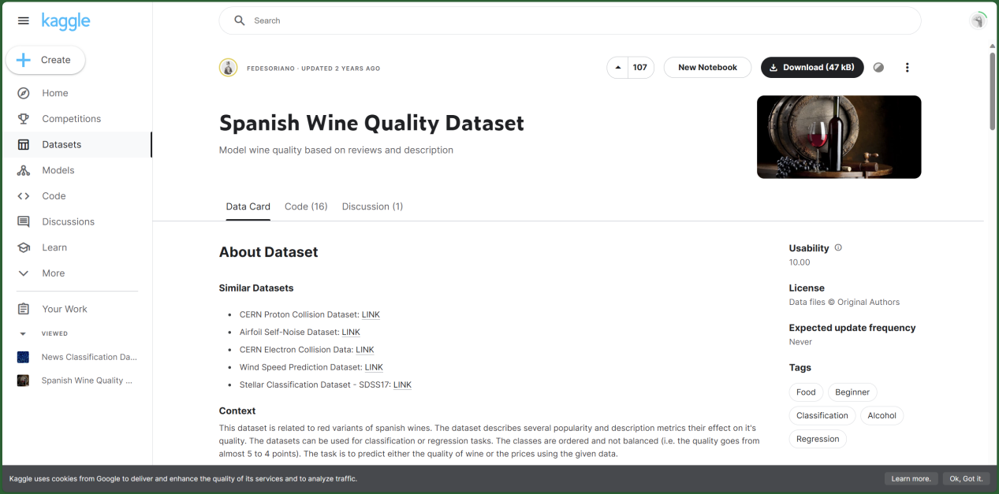 kaggle
Search
Create
Home
Competitions
Datasets
Models
Code
Discussions
Learn
More
Your Work
VIEWED
News Classification Da...
Spanish Wine Quality ...
FEDESORIANO · UPDATED 2 YEARS AGO
107
New Notebook
Download (47 kB)
Spanish Wine Quality Dataset
Model wine quality based on reviews and description
Data Card Code (16) Discussion (1)
About Dataset
Similar Datasets
• CERN Proton Collision Dataset: LINK
• Airfoil Self-Noise Dataset: LINK
• CERN Electron Collision Data: LINK
• Wind Speed Prediction Dataset: LINK
• Stellar Classification Dataset - SDSS17: LINK
Context
This dataset is related to red variants of spanish wines. The dataset describes several popularity and description metrics their effect on it's
quality. The datasets can be used for classification or regression tasks. The classes are ordered and not balanced (i.e. the quality goes from
almost 5 to 4 points). The task is to predict either the quality of wine or the prices using the given data.
Usability
10.00
License
Data files © Original Authors
Expected update frequency
Never
Tags
Food Beginner
Classification Alcohol
Regression
Kaggle uses cookies from Google to deliver and enhance the quality of its services and to analyze traffic.
Learn more. Ok, Got it.